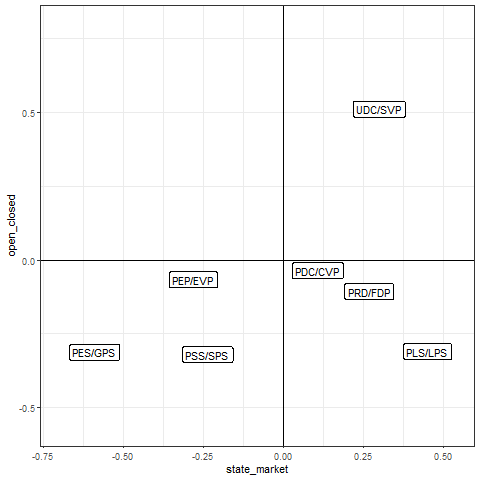 0.5
UDC/SVP
open_closed
0.0
PDC/CVP
PEP/EVP
PRD/FDP
PES/GPS
PSS/SPS
PLS/LPS
-0.5
-0.75
-0.50
-0.25
0.00
0.25
0.50
state_market